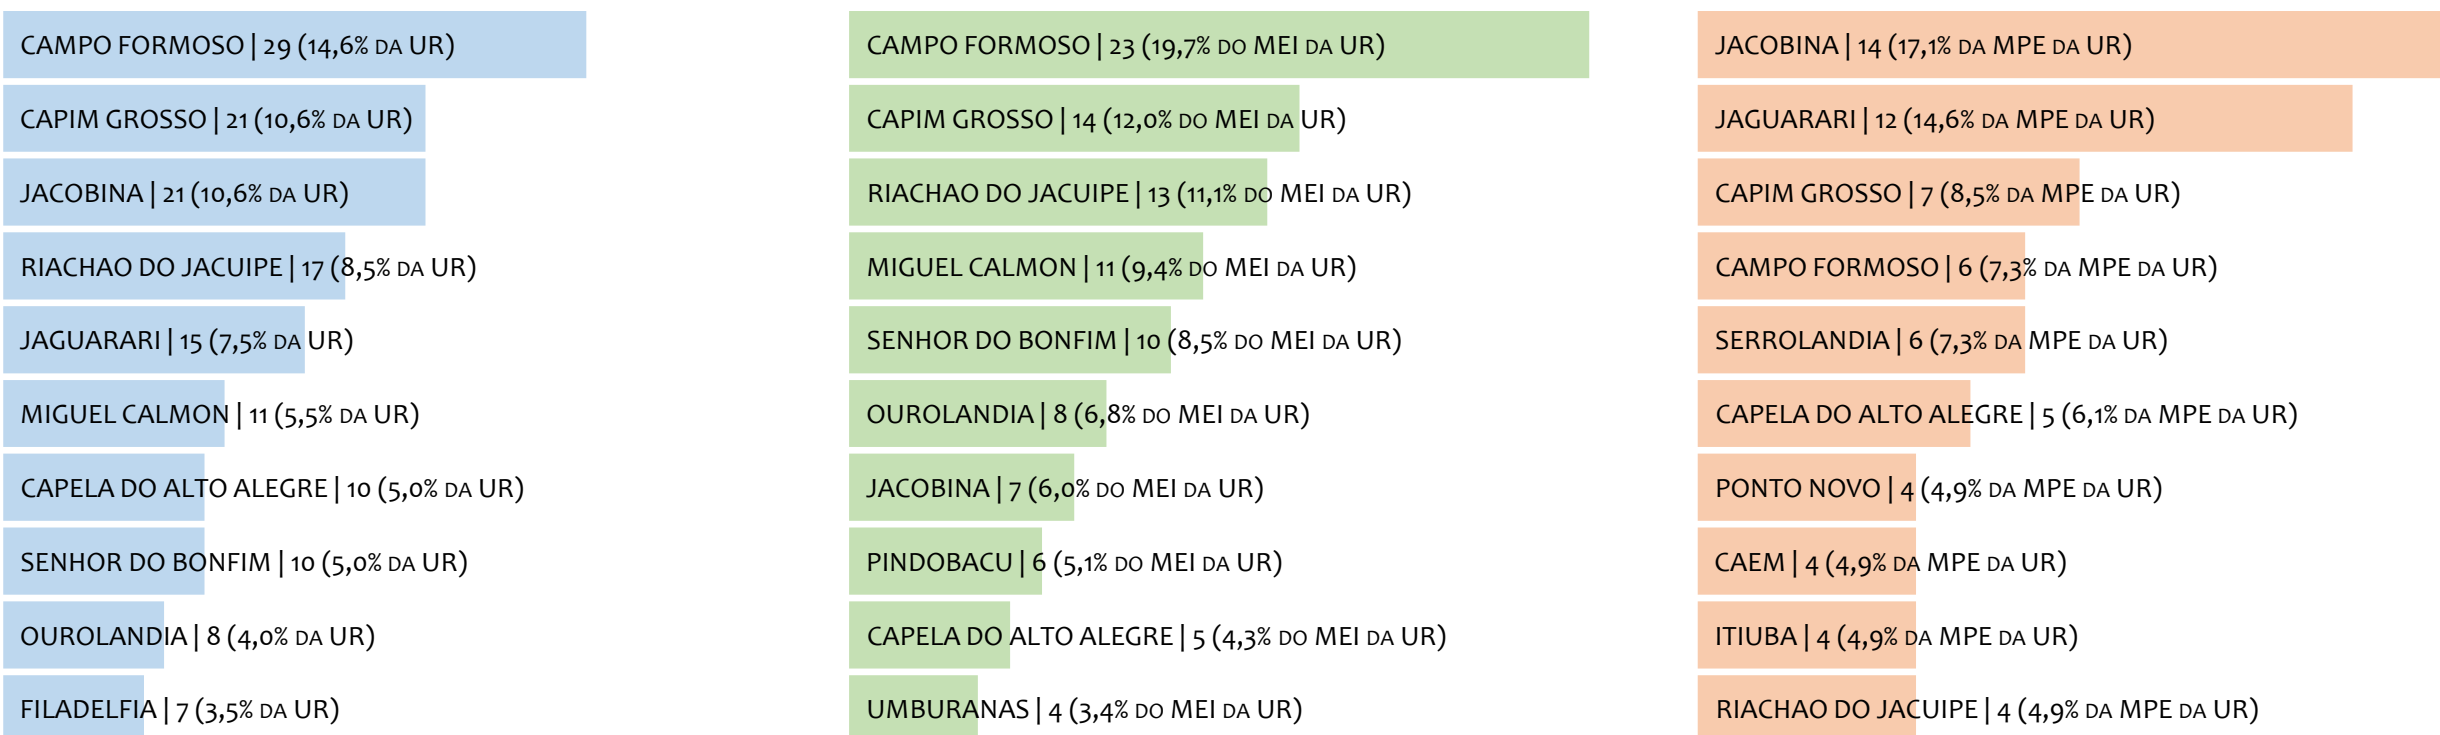 CAMPO FORMOSO | 29 (14,6% DA UR)
CAPIM GROSSO | 21 (10,6% DA UR)
JACOBINA | 21 (10,6% DA UR)
RIACHAO DO JACUIPE | 17 (8,5% DA UR)
JAGUARARI | 15 (7,5% DA UR)
MIGUEL CALMON | 11 (5,5% DA UR)
CAPELA DO ALTO ALEGRE | 10 (5,0% DA UR)
SENHOR DO BONFIM | 10 (5,0% DA UR)
OUROLANDIA | 8 (4,0% DA UR)
FILADELFIA | 7 (3,5% DA UR)
CAMPO FORMOSO | 23 (19,7% DO MEI DA UR)
CAPIM GROSSO | 14 (12,0% DO MEI DA UR)
RIACHAO DO JACUIPE | 13 (11,1% DO MEI DA UR)
MIGUEL CALMON | 11 (9,4% DO MEI DA UR)
SENHOR DO BONFIM | 10 (8,5% DO MEI DA UR)
OUROLANDIA | 8 (6,8% DO MEI DA UR)
JACOBINA | 7 (6,0% DO MEI DA UR)
PINDOBACU | 6 (5,1% DO MEI DA UR)
CAPELA DO ALTO ALEGRE | 5 (4,3% DO MEI DA UR)
UMBURANAS | 4 (3,4% DO MEI DA UR)
JACOBINA | 14 (17,1% DA MPE DA UR)
JAGUARARI | 12 (14,6% DA MPE DA UR)
CAPIM GROSSO | 7 (8,5% DA MPE DA UR)
CAMPO FORMOSO | 6 (7,3% DA MPE DA UR)
SERROLANDIA | 6 (7,3% DA MPE DA UR)
CAPELA DO ALTO ALEGRE | 5 (6,1% DA MPE DA UR)
PONTO NOVO | 4 (4,9% DA MPE DA UR)
CAEM | 4 (4,9% DA MPE DA UR)
ITIUBA | 4 (4,9% DA MPE DA UR)
RIACHAO DO JACUIPE | 4 (4,9% DA MPE DA UR)